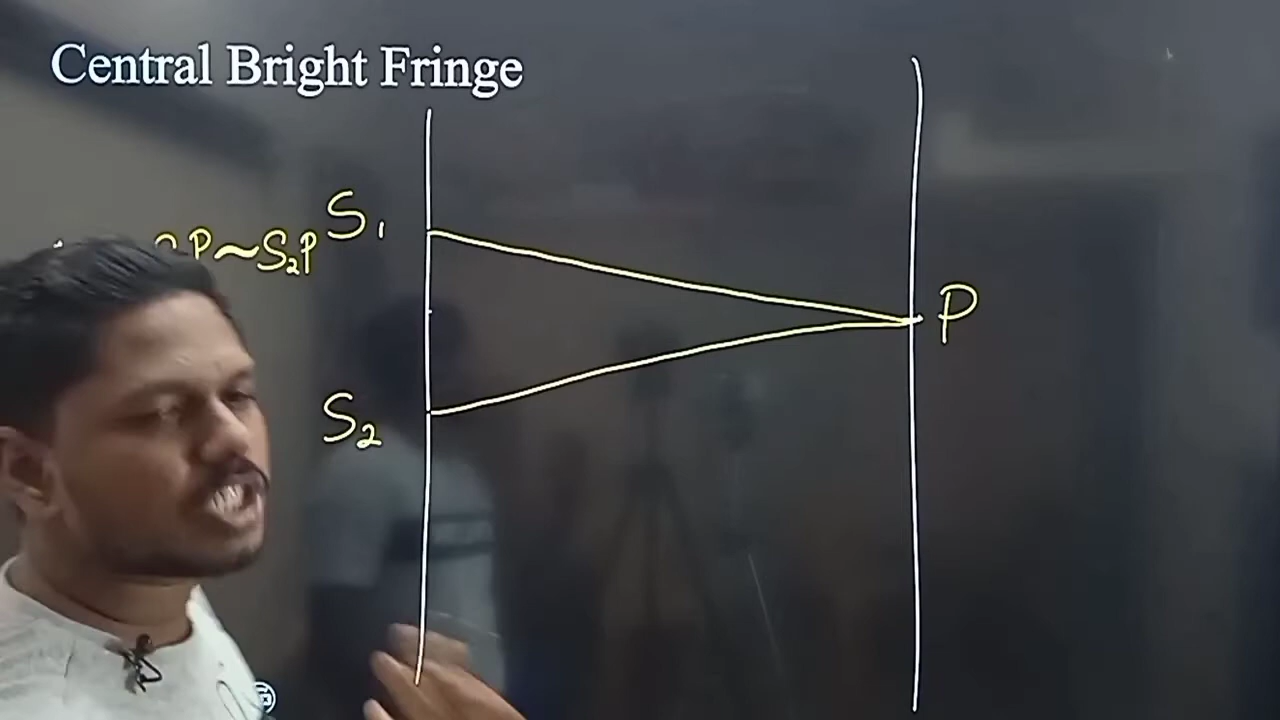 Central Bright Fringe
S₁
P~S₂P
P
S₂